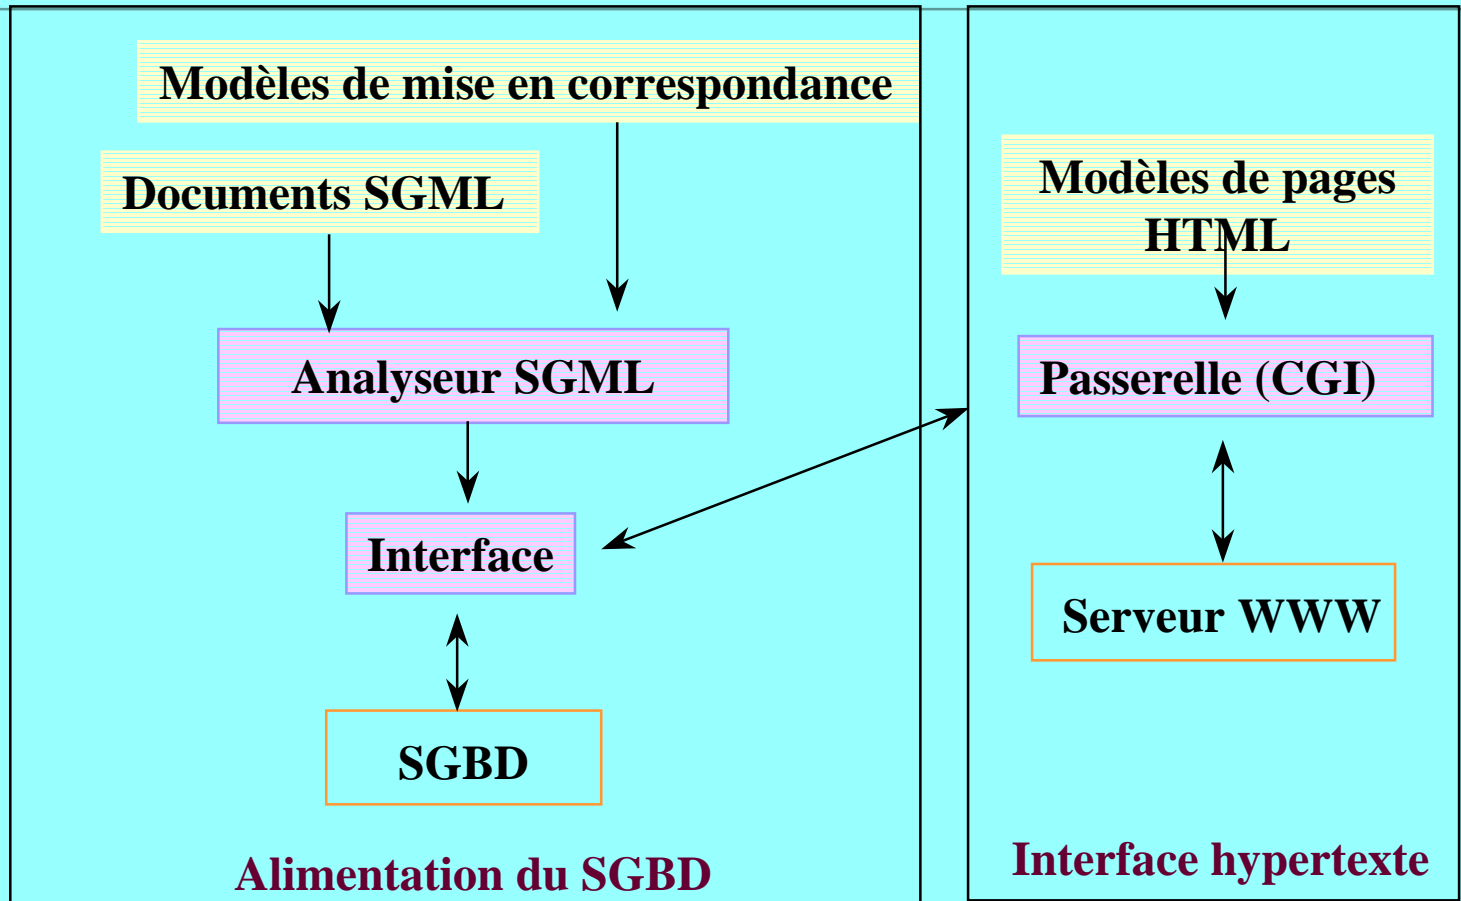 Modèles de mise en correspondance
Documents SGML
Analyseur SGML
Interface
SGBD
Alimentation du SGBD
Modèles de pages
HTML
Passerelle (CGI)
Serveur WWW
Interface hypertexte